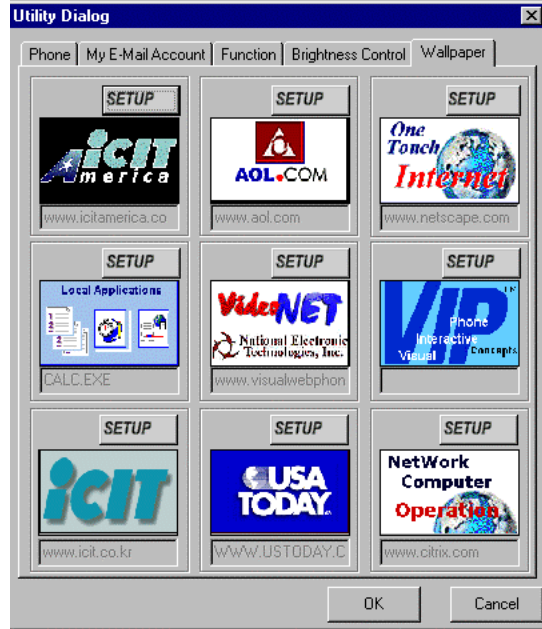 Utility Dialog
Phone My E-Mail Account Function Brightness Control Wallpaper
SETUP SETUP SETUP
iCIT
America
AOL.COM
One
Touch
Internet
www.icitamerica.co www.aol.com www.netscape.com
SETUP SETUP SETUP
Local Applications
VideoNET
National Electronic
Technologies, Inc.
VIP
Phone
Interactive
Visual Concepts
CALC.EXE www.visualwebphon
SETUP SETUP SETUP
iCIT
USA
TODAY
NetWork
Computer
Operation
www.icit.co.kr WWW.USTODAY.C www.citrix.com
OK Cancel